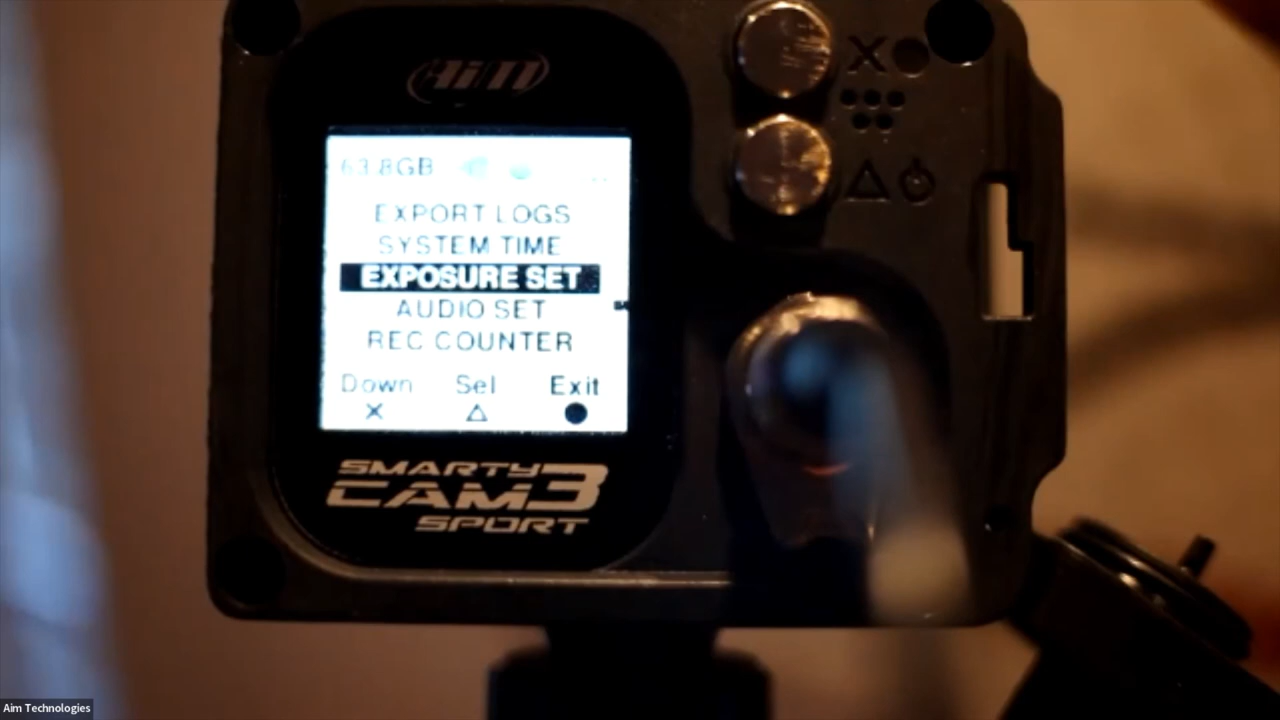 AiM
63.8GB
EXPORT LOGS
SYSTEM TIME
EXPOSURE SET
AUDIO SET
REC COUNTER
Down Sel Exit
SMARTY
CAM3
SPORT
Aim Technologies